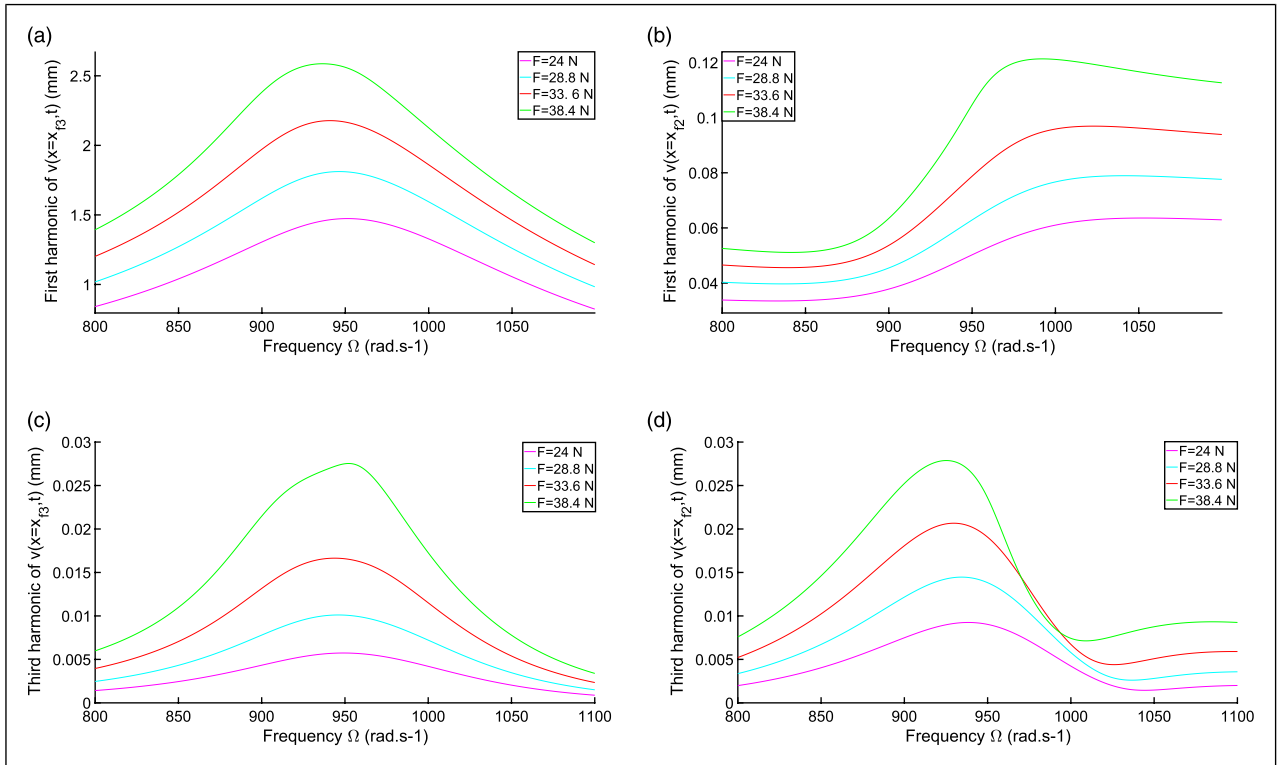 (a)
First harmonic of v(x=x_f3,t) (mm)
2.5
2
1.5
1
800 850 900 950 1000 1050
Frequency Ω (rad.s-1)
F=24 N
F=28.8 N
F=33. 6 N
F=38.4 N
(b)
First harmonic of v(x=x_f2,t) (mm)
0.12
0.1
0.08
0.06
0.04
800 850 900 950 1000 1050
Frequency Ω (rad.s-1)
F=24 N
F=28.8 N
F=33.6 N
F=38.4 N
(c)
Third harmonic of v(x=x_f3,t) (mm)
0.03
0.025
0.02
0.015
0.01
0.005
0
800 850 900 950 1000 1050 1100
Frequency Ω (rad.s-1)
F=24 N
F=28.8 N
F=33.6 N
F=38.4 N
(d)
Third harmonic of v(x=x_f2,t) (mm)
0.03
0.025
0.02
0.015
0.01
0.005
0
800 850 900 950 1000 1050 1100
Frequency Ω (rad.s-1)
F=24 N
F=28.8 N
F=33.6 N
F=38.4 N